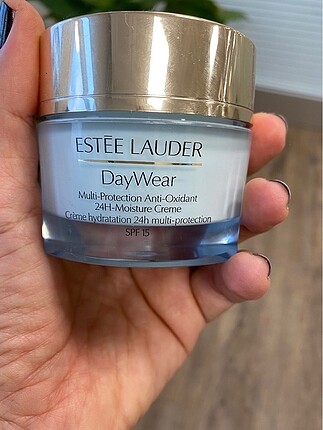 ESTĒE LAUDER
DayWear
Multi-Protection Anti-Oxidant
24H-Moisture Creme
Crème hydratation 24h multi-protection
SPF 15